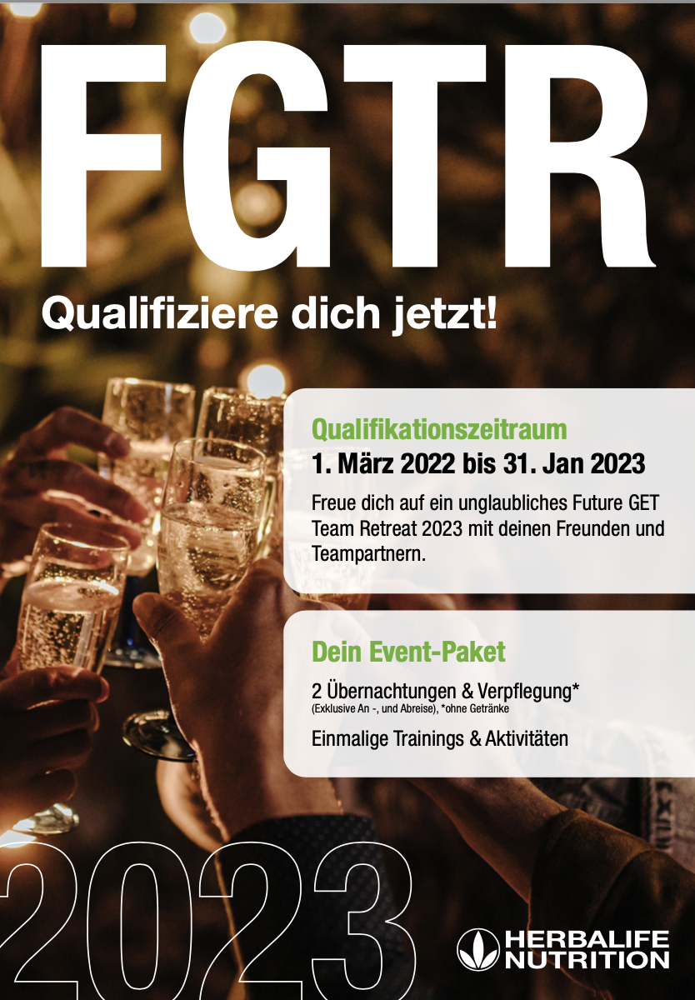 FGTR
Qualifiziere dich jetzt!
Qualifikationszeitraum
1. März 2022 bis 31. Jan 2023
Freue dich auf ein unglaubliches Future GET
Team Retreat 2023 mit deinen Freunden und
Teampartnern.
Dein Event-Paket
2 Übernachtungen & Verpflegung*
(Exklusive An -, und Abreise), *ohne Getränke
Einmalige Trainings & Aktivitäten
2023
HERBALIFE
NUTRITION